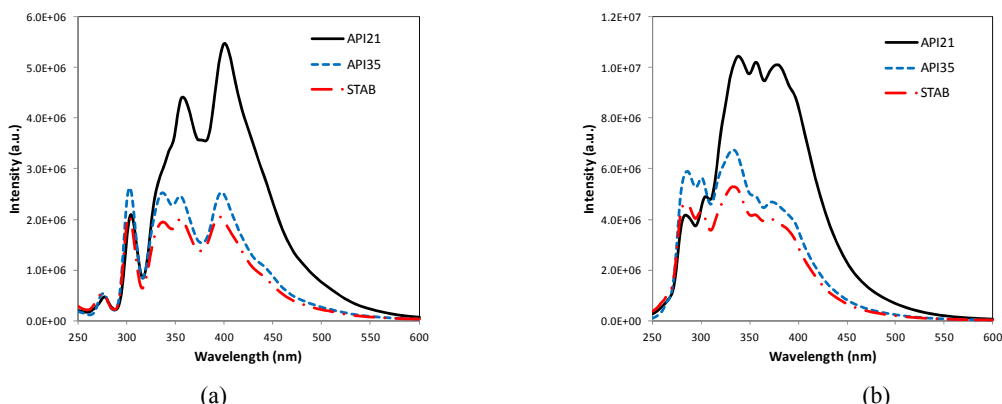 6.0E+06
5.0E+06
4.0E+06
3.0E+06
2.0E+06
1.0E+06
0.0E+00
Intensity (a.u.)
API21
API35
STAB
250 300 350 400 450 500 550 600
Wavelength (nm)
(a)
1.2E+07
1.0E+07
8.0E+06
6.0E+06
4.0E+06
2.0E+06
0.0E+00
Intensity (a.u.)
API21
API35
STAB
250 300 350 400 450 500 550 600
Wavelength (nm)
(b)